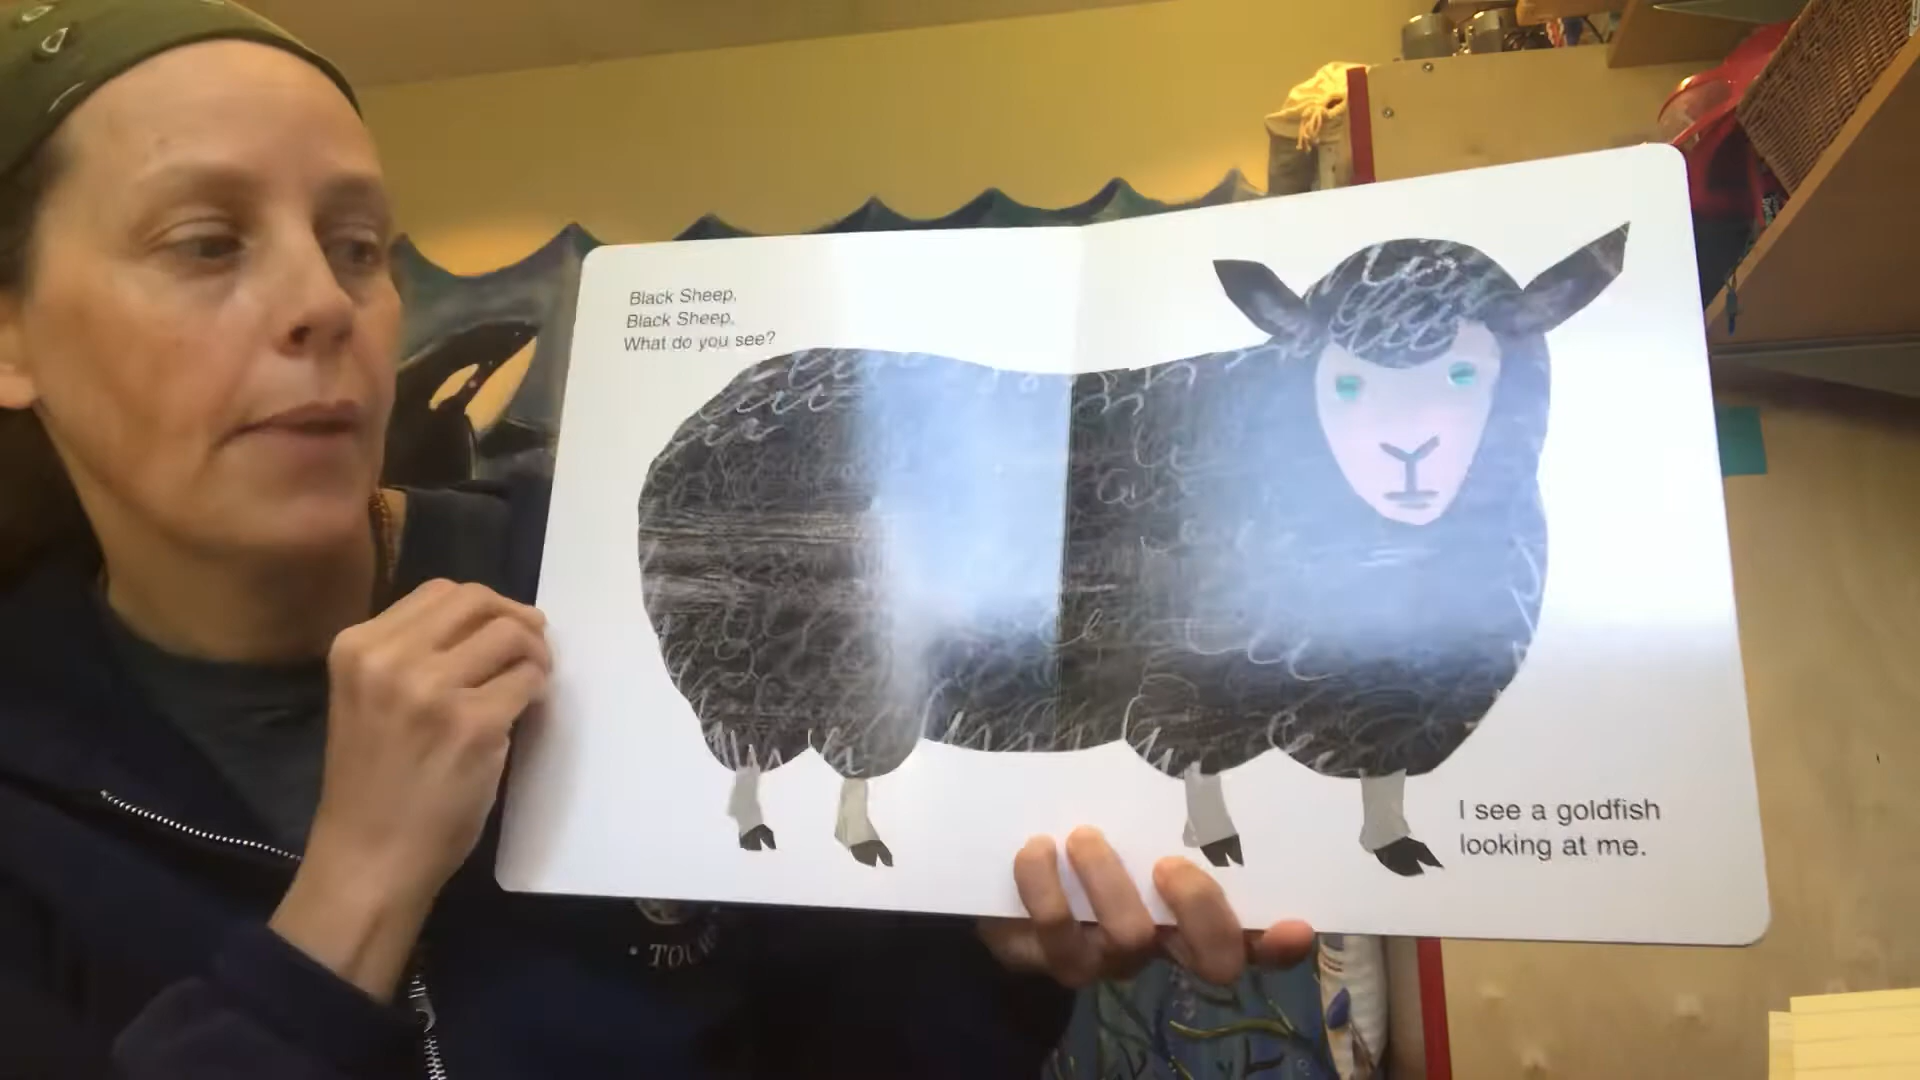 Black Sheep,
Black Sheep,
What do you see?
I see a goldfish
looking at me.